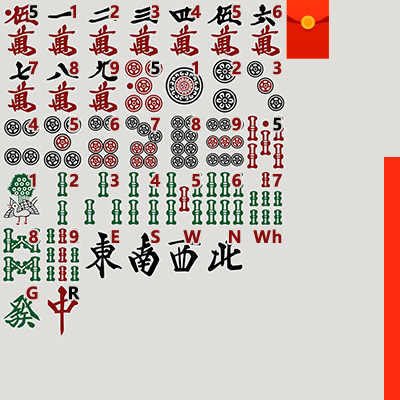 5 1 2 3 4 5 6
伍 一 二 三 四 伍 六
萬 萬 萬 萬 萬 萬 萬
7 8 9 5 1 2 3
七 八 九
萬 萬 萬
4 5 6 7 8 9 5
1 2 3 4 5 6 7
8 9 E S W N Wh
東 南 西 北
G R
發 中